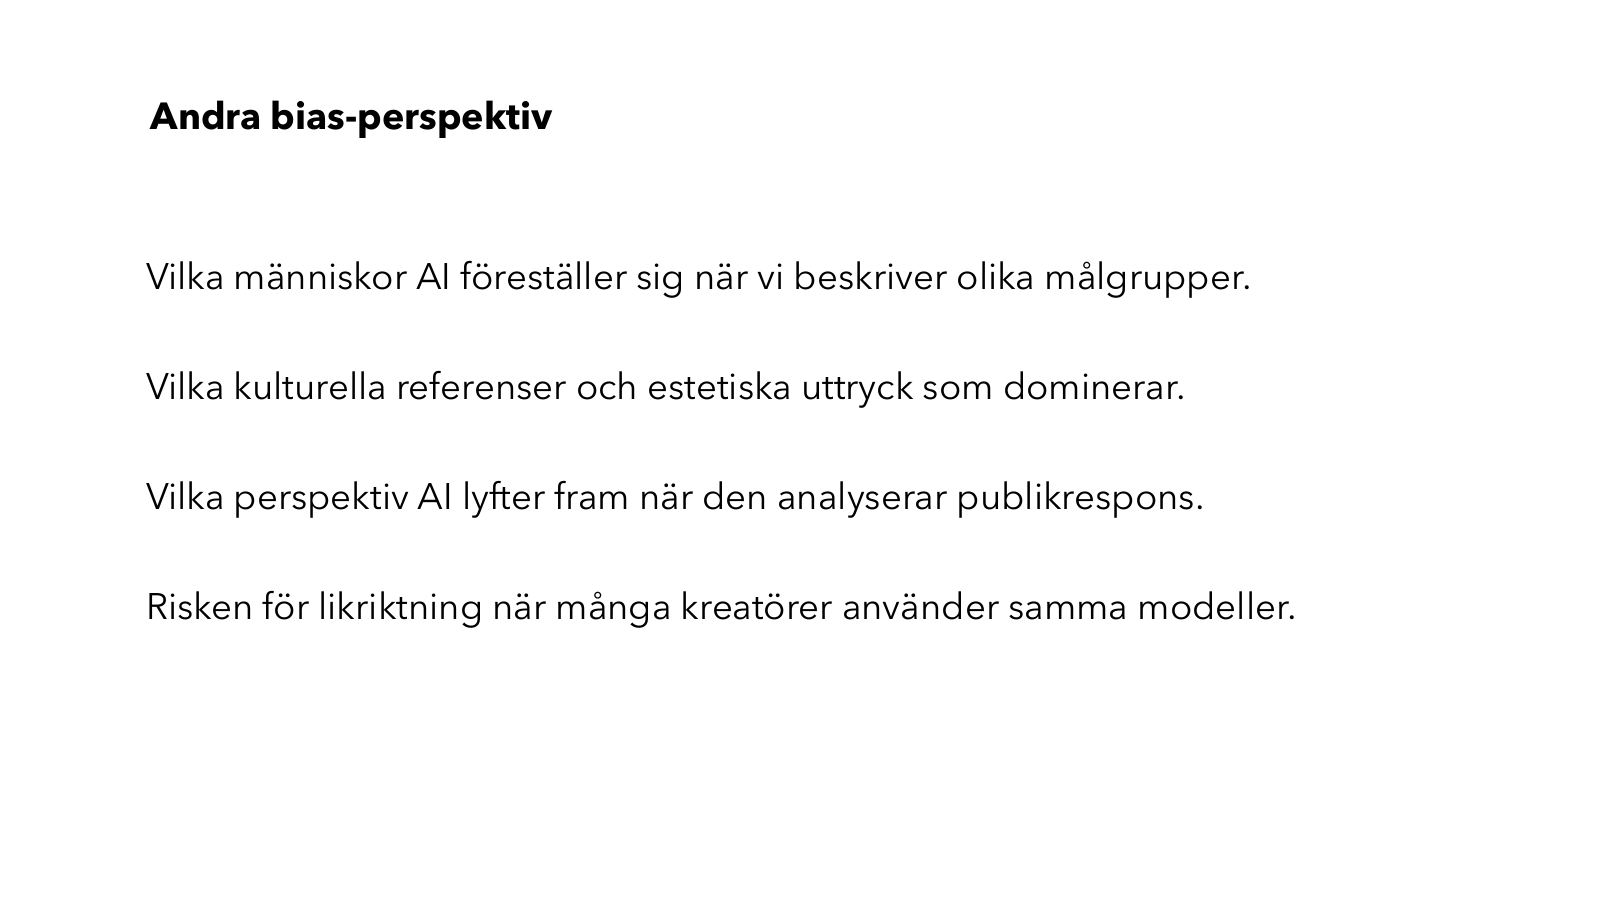 Andra bias-perspektiv
Vilka människor AI föreställer sig när vi beskriver olika målgrupper.
Vilka kulturella referenser och estetiska uttryck som dominerar.
Vilka perspektiv AI lyfter fram när den analyserar publikrespons.
Risken för likriktning när många kreatörer använder samma modeller.